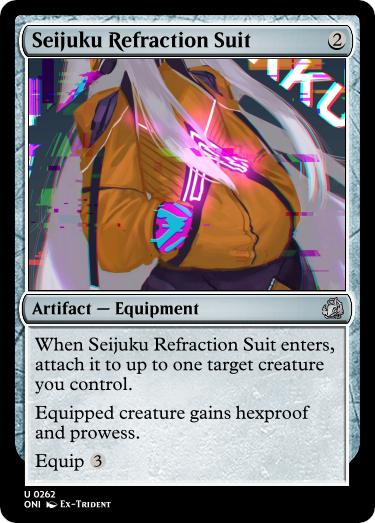 Seijuku Refraction Suit 2
AKU
Artifact — Equipment
When Seijuku Refraction Suit enters,
attach it to up to one target creature
you control.
Equipped creature gains hexproof
and prowess.
Equip 3
U 0262
ONI Ex-Trident